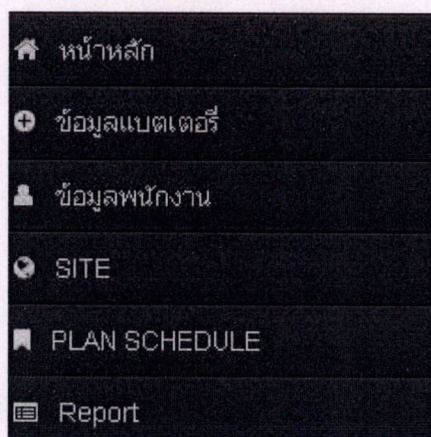 หน้าหลัก
ข้อมูลแบตเตอรี่
ข้อมูลพนักงาน
SITE
PLAN SCHEDULE
Report